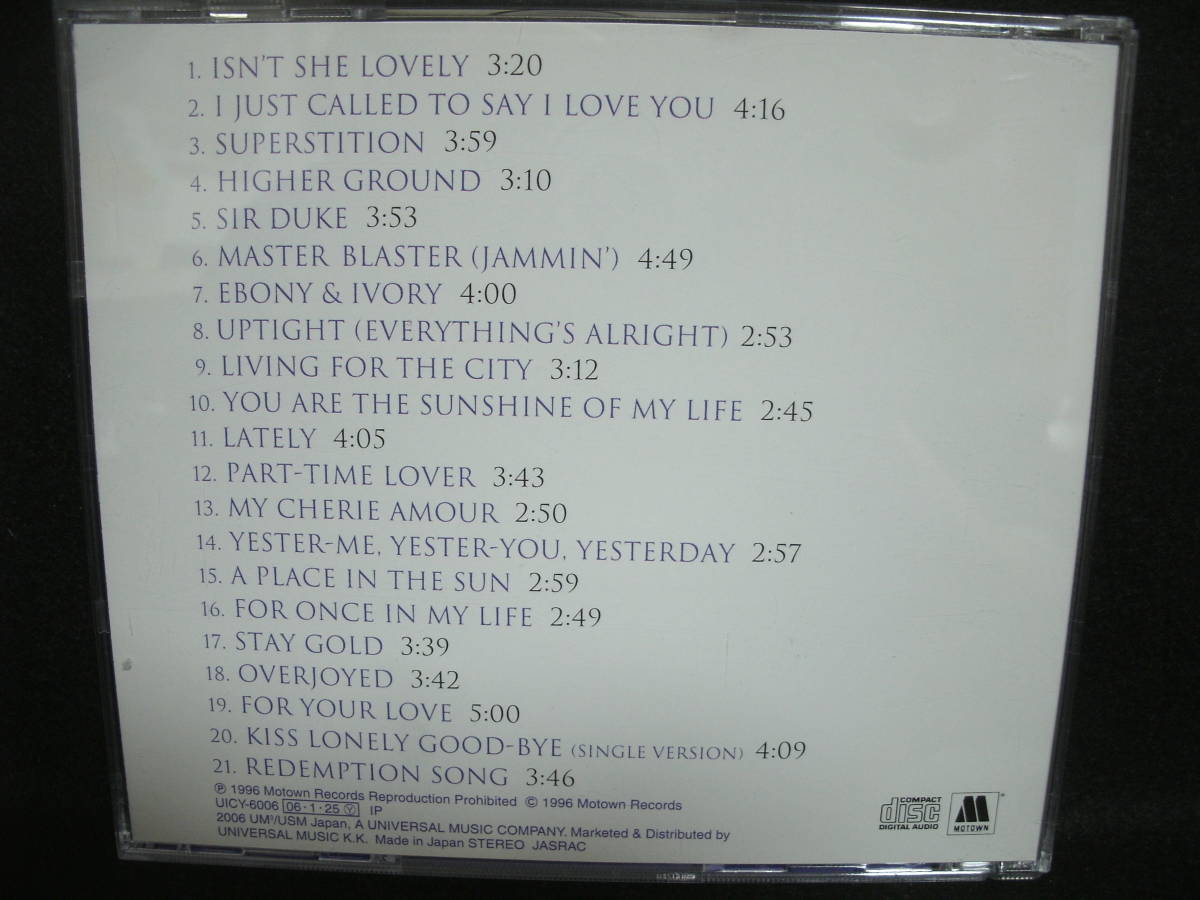 1. ISN'T SHE LOVELY 3:20
2. I JUST CALLED TO SAY I LOVE YOU 4:16
3. SUPERSTITION 3:59
4. HIGHER GROUND 3:10
5. SIR DUKE 3:53
6. MASTER BLASTER (JAMMIN') 4:49
7. EBONY & IVORY 4:00
8. UPTIGHT (EVERYTHING'S ALRIGHT) 2:53
9. LIVING FOR THE CITY 3:12
10. YOU ARE THE SUNSHINE OF MY LIFE 2:45
11. LATELY 4:05
12. PART-TIME LOVER 3:43
13. MY CHERIE AMOUR 2:50
14. YESTER-ME, YESTER-YOU, YESTERDAY 2:57
15. A PLACE IN THE SUN 2:59
16. FOR ONCE IN MY LIFE 2:49
17. STAY GOLD 3:39
18. OVERJOYED 3:42
19. FOR YOUR LOVE 5:00
20. KISS LONELY GOOD-BYE (SINGLE VERSION) 4:09
21. REDEMPTION SONG 3:46
℗ 1996 Motown Records Reproduction Prohibited © 1996 Motown Records
UICY-6006 06·1·25 Ⓨ IP
2006 UM³/USM Japan, A UNIVERSAL MUSIC COMPANY. Marketed & Distributed by
UNIVERSAL MUSIC K.K. Made in Japan STEREO JASRAC
COMPACT
disc
DIGITAL AUDIO
M
MOTOWN